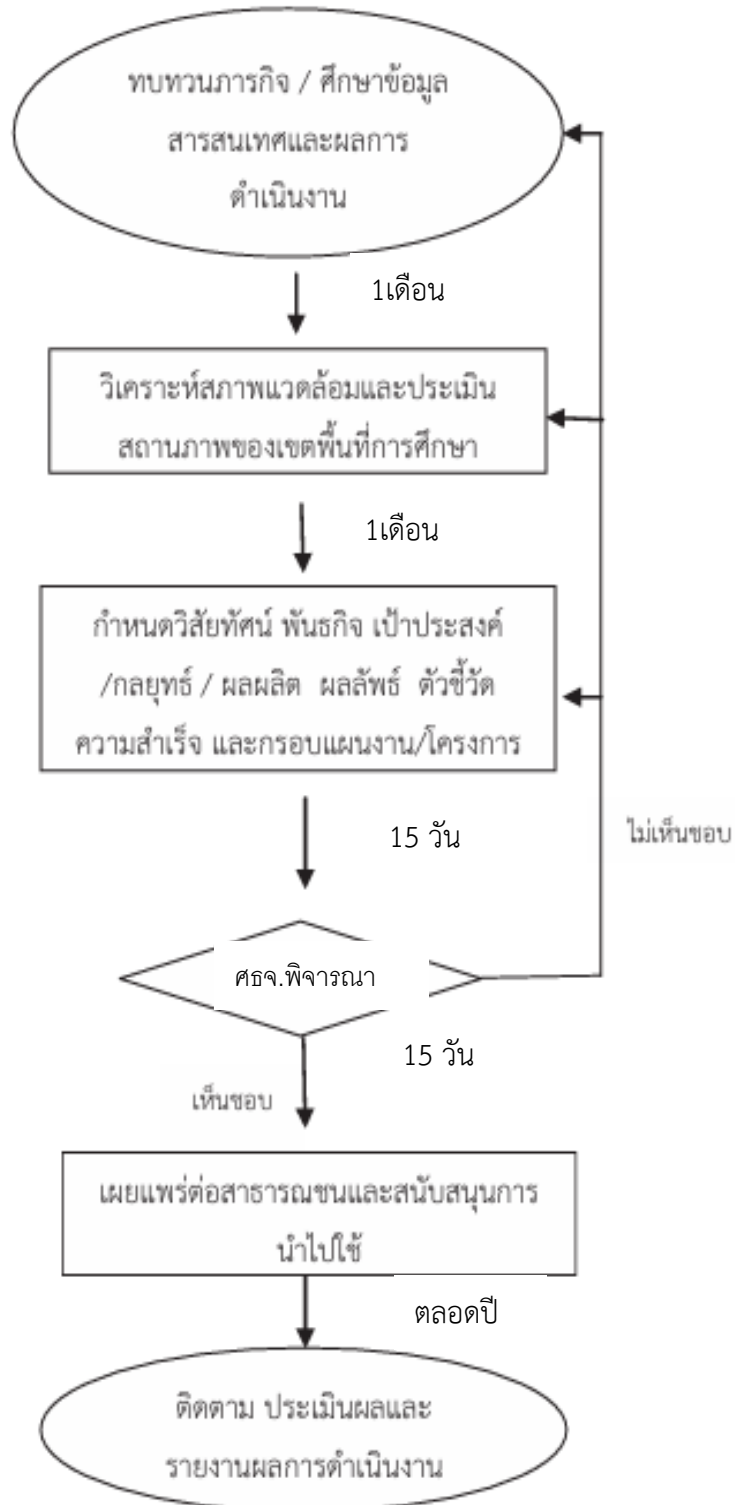 ทบทวนภารกิจ / ศึกษาข้อมูล
สารสนเทศและผลการ
ดำเนินงาน
1เดือน
วิเคราะห์สภาพแวดล้อมและประเมิน
สถานภาพของเขตพื้นที่การศึกษา
1เดือน
กำหนดวิสัยทัศน์ พันธกิจ เป้าประสงค์
/กลยุทธ์ / ผลผลิต ผลลัพธ์ ตัวชี้วัด
ความสำเร็จ และกรอบแผนงาน/โครงการ
15 วัน
ไม่เห็นชอบ
ศธจ.พิจารณา
15 วัน
เห็นชอบ
เผยแพร่ต่อสาธารณชนและสนับสนุนการ
นำไปใช้
ตลอดปี
ติดตาม ประเมินผลและ
รายงานผลการดำเนินงาน